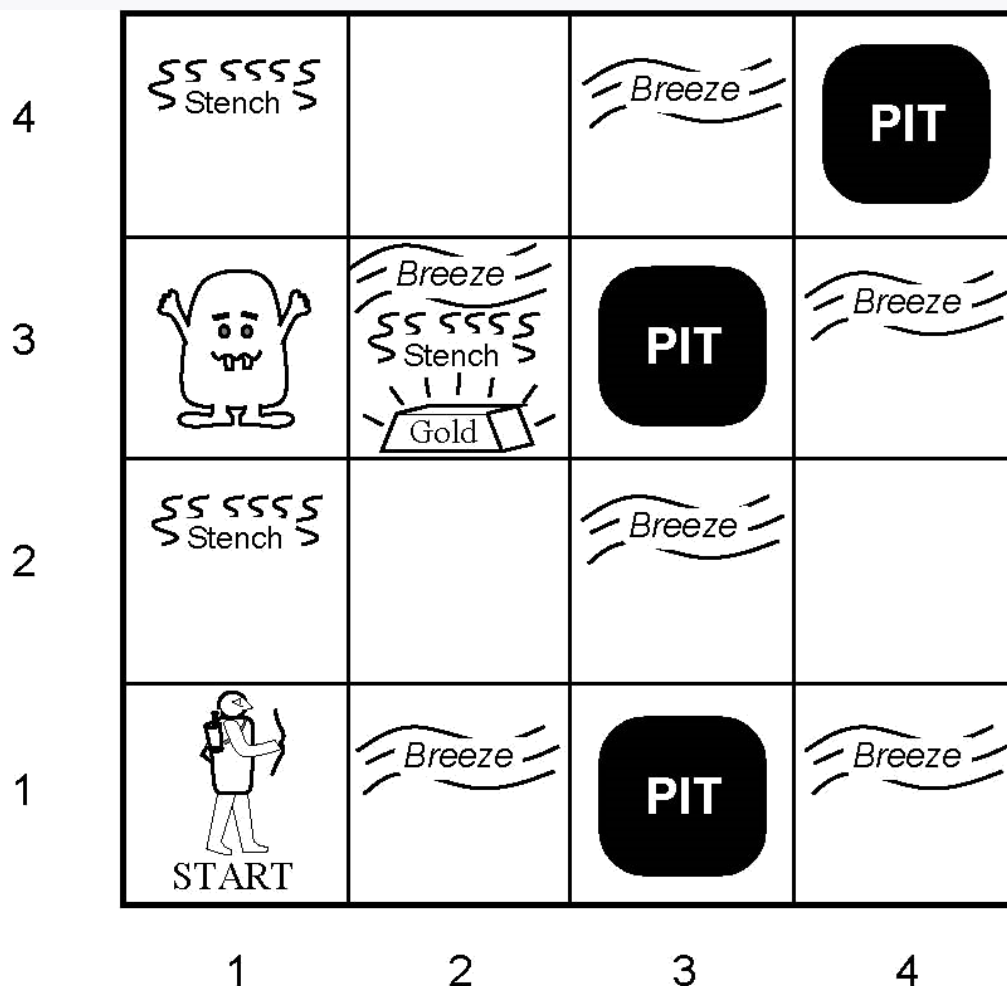 4
Stench
Breeze
PIT
3
Breeze
Stench
Gold
PIT
Breeze
2
Stench
Breeze
1
START
Breeze
PIT
Breeze
1 2 3 4